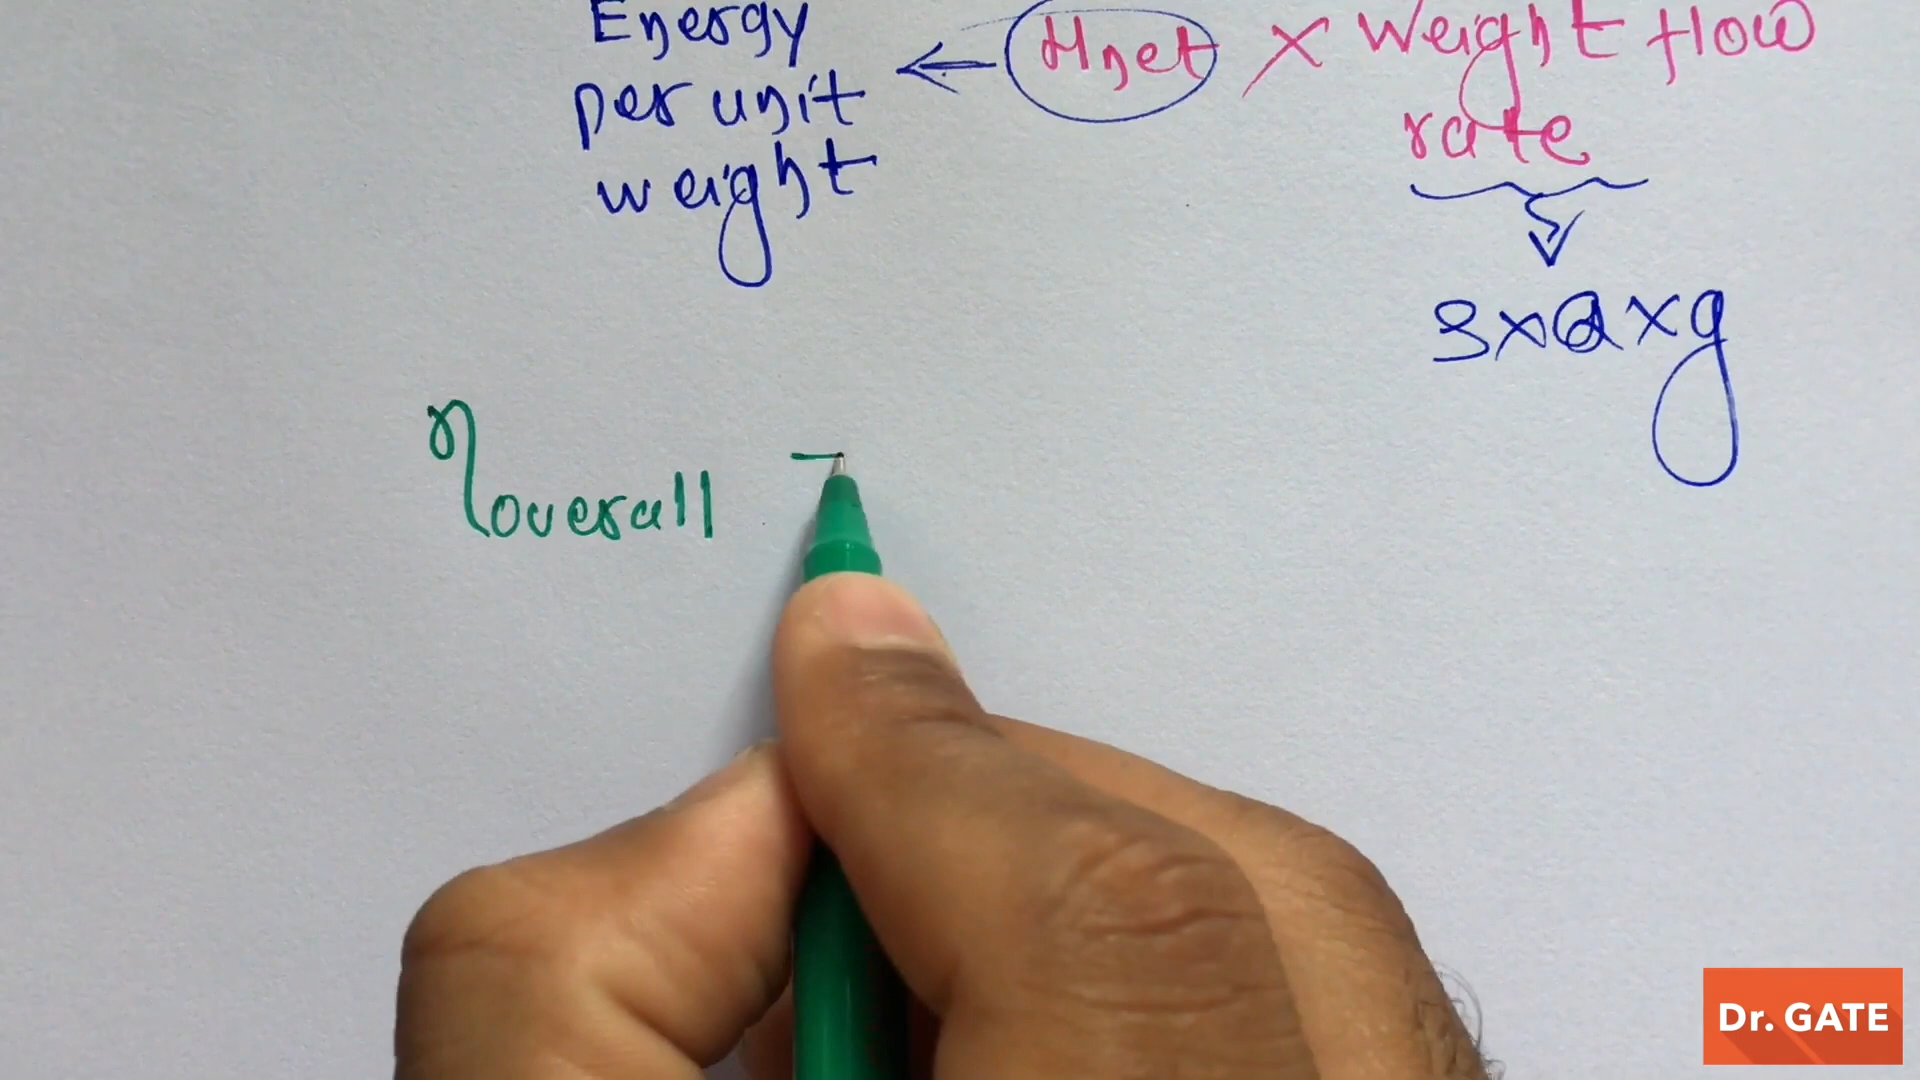 Energy ← Hnet × Weight flow
per unit rate
weight
S×Q×g
ηoverall
Dr. GATE